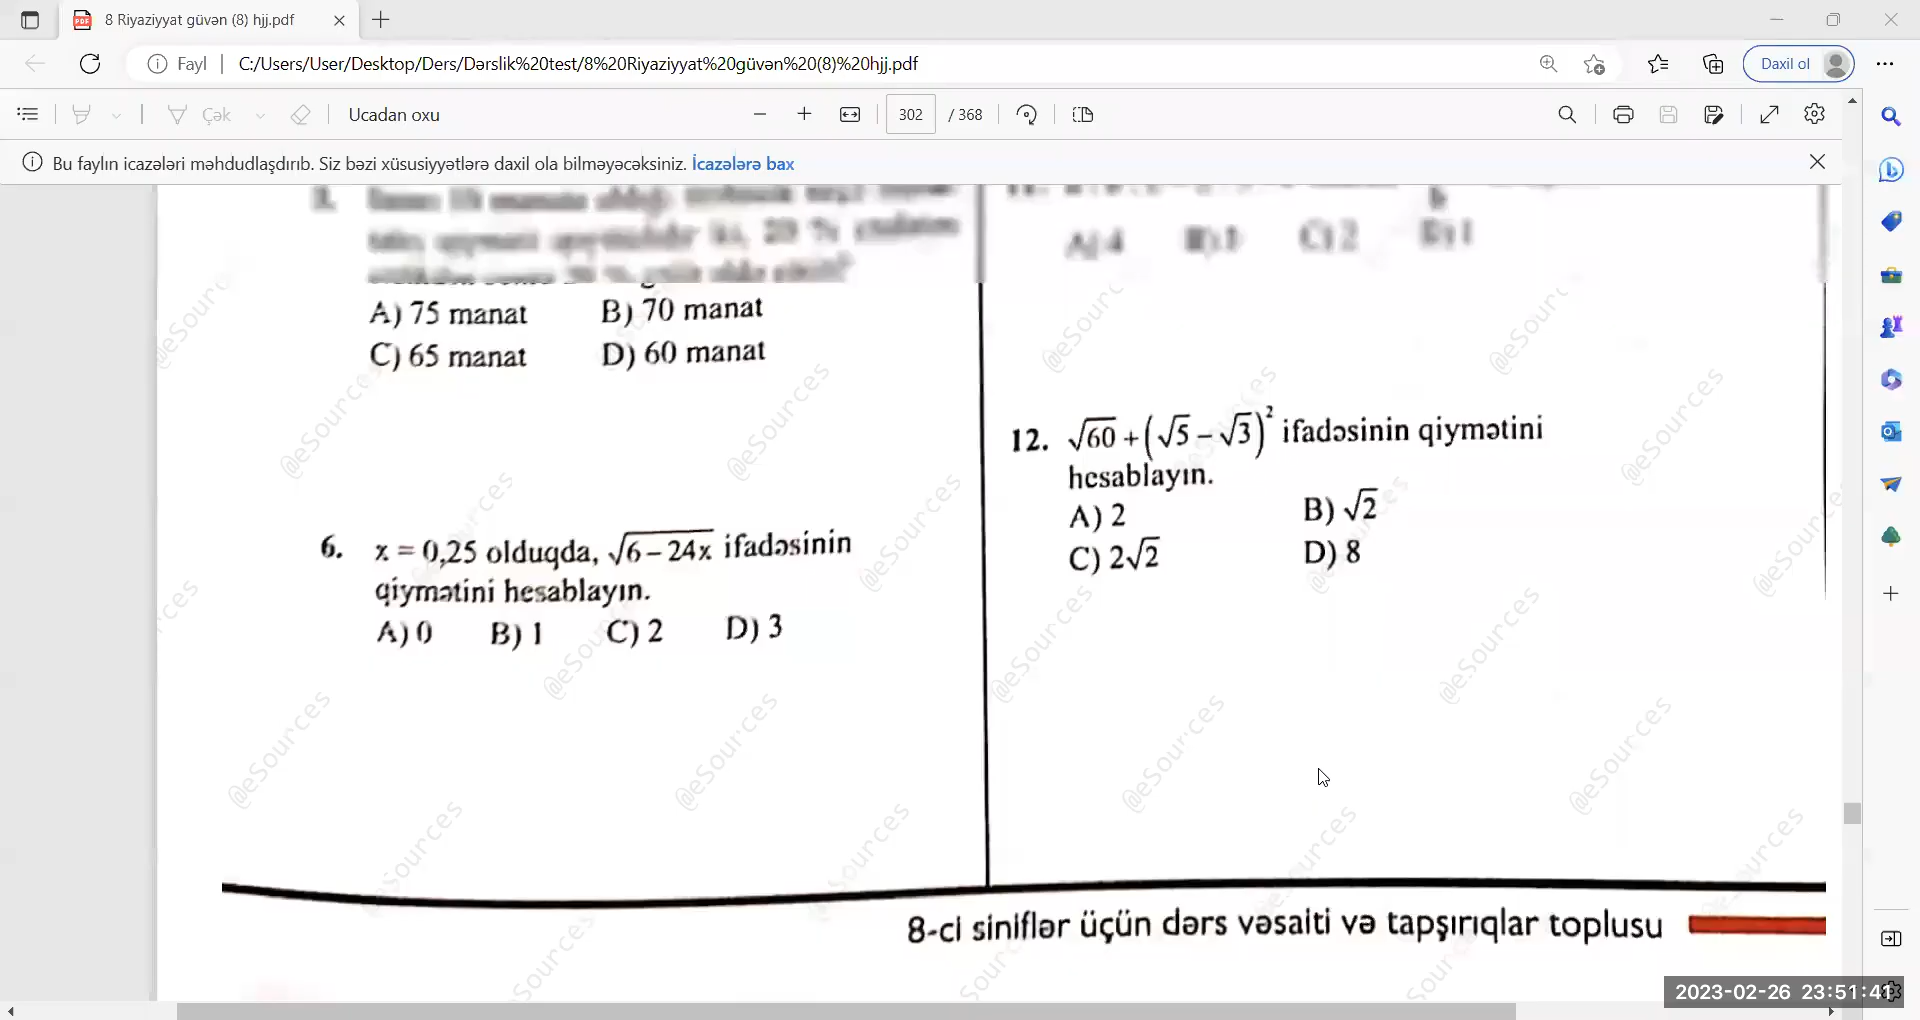 8 Riyaziyyat güvən (8) hjj.pdf
Fayl
C:/Users/User/Desktop/Ders/Dərslik%20test/8%20Riyaziyyat%20güvən%20(8)%20hjj.pdf
Daxil ol
Çək
Ucadan oxu
302 / 368
Bu faylın icazələri məhdudlaşdırıb. Siz bəzi xüsusiyyətlərə daxil ola bilməyəcəksiniz. İcazələrə bax
A) 75 manat B) 70 manat
C) 65 manat D) 60 manat
6. x = 0,25 olduqda, √(6 – 24x) ifadəsinin
qiymətini hesablayın.
A) 0 B) 1 C) 2 D) 3
A) 4 C) 2
12. √60 + (√5 – √3)² ifadəsinin qiymətini
hesablayın.
A) 2 B) √2
C) 2√2 D) 8
8-ci siniflər üçün dərs vəsaiti və tapşırıqlar toplusu
@eSources
2023-02-26 23:51:41